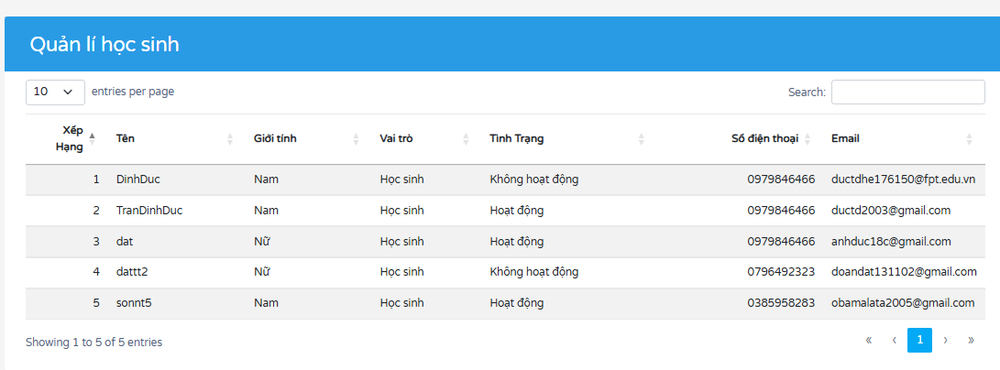 Quản lí học sinh
10 entries per page Search:
Xếp Hạng Tên Giới tính Vai trò Tình Trạng Số điện thoại Email
1 DinhDuc Nam Học sinh Không hoạt động 0979846466 ductdhe176150@fpt.edu.vn
2 TranDinhDuc Nam Học sinh Hoạt động 0979846466 ductd2003@gmail.com
3 dat Nữ Học sinh Hoạt động 0979846466 anhduc18c@gmail.com
4 dattt2 Nữ Học sinh Không hoạt động 0796492323 doandat131102@gmail.com
5 sonnt5 Nam Học sinh Hoạt động 0385958283 obamalata2005@gmail.com
Showing 1 to 5 of 5 entries « ‹ 1 › »